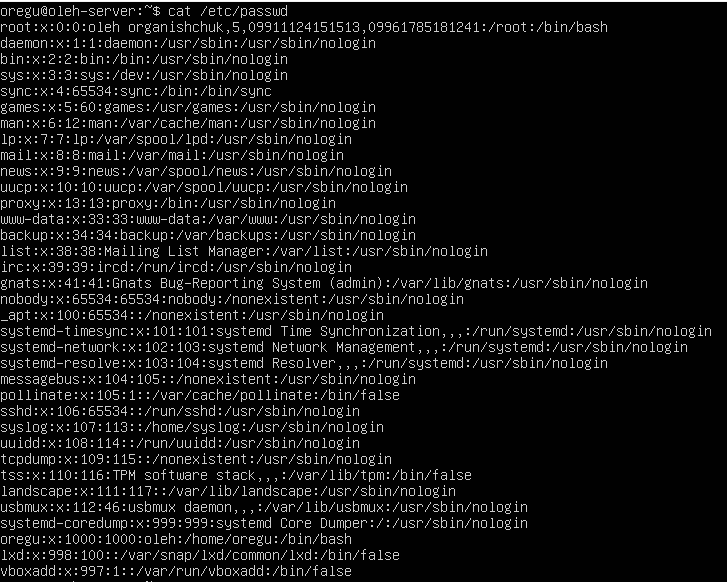 oregu@oleh-server:~$ cat /etc/passwd
root:x:0:0:oleh organishchuk,5,09911124151513,09961785181241:/root:/bin/bash
daemon:x:1:1:daemon:/usr/sbin:/usr/sbin/nologin
bin:x:2:2:bin:/bin:/usr/sbin/nologin
sys:x:3:3:sys:/dev:/usr/sbin/nologin
sync:x:4:65534:sync:/bin:/bin/sync
games:x:5:60:games:/usr/games:/usr/sbin/nologin
man:x:6:12:man:/var/cache/man:/usr/sbin/nologin
lp:x:7:7:lp:/var/spool/lpd:/usr/sbin/nologin
mail:x:8:8:mail:/var/mail:/usr/sbin/nologin
news:x:9:9:news:/var/spool/news:/usr/sbin/nologin
uucp:x:10:10:uucp:/var/spool/uucp:/usr/sbin/nologin
proxy:x:13:13:proxy:/bin:/usr/sbin/nologin
www-data:x:33:33:www-data:/var/www:/usr/sbin/nologin
backup:x:34:34:backup:/var/backups:/usr/sbin/nologin
list:x:38:38:Mailing List Manager:/var/list:/usr/sbin/nologin
irc:x:39:39:ircd:/run/ircd:/usr/sbin/nologin
gnats:x:41:41:Gnats Bug-Reporting System (admin):/var/lib/gnats:/usr/sbin/nologin
nobody:x:65534:65534:nobody:/nonexistent:/usr/sbin/nologin
_apt:x:100:65534::/nonexistent:/usr/sbin/nologin
systemd-timesync:x:101:101:systemd Time Synchronization,,,:/run/systemd:/usr/sbin/nologin
systemd-network:x:102:103:systemd Network Management,,,:/run/systemd:/usr/sbin/nologin
systemd-resolve:x:103:104:systemd Resolver,,,:/run/systemd:/usr/sbin/nologin
messagebus:x:104:105::/nonexistent:/usr/sbin/nologin
pollinate:x:105:1::/var/cache/pollinate:/bin/false
sshd:x:106:65534::/run/sshd:/usr/sbin/nologin
syslog:x:107:113::/home/syslog:/usr/sbin/nologin
uuidd:x:108:114::/run/uuidd:/usr/sbin/nologin
tcpdump:x:109:115::/nonexistent:/usr/sbin/nologin
tss:x:110:116:TPM software stack,,,:/var/lib/tpm:/bin/false
landscape:x:111:117::/var/lib/landscape:/usr/sbin/nologin
usbmux:x:112:46:usbmux daemon,,,:/var/lib/usbmux:/usr/sbin/nologin
systemd-coredump:x:999:999:systemd Core Dumper:/:/usr/sbin/nologin
oregu:x:1000:1000:oleh:/home/oregu:/bin/bash
lxd:x:998:100::/var/snap/lxd/common/lxd:/bin/false
vboxadd:x:997:1::/var/run/vboxadd:/bin/false